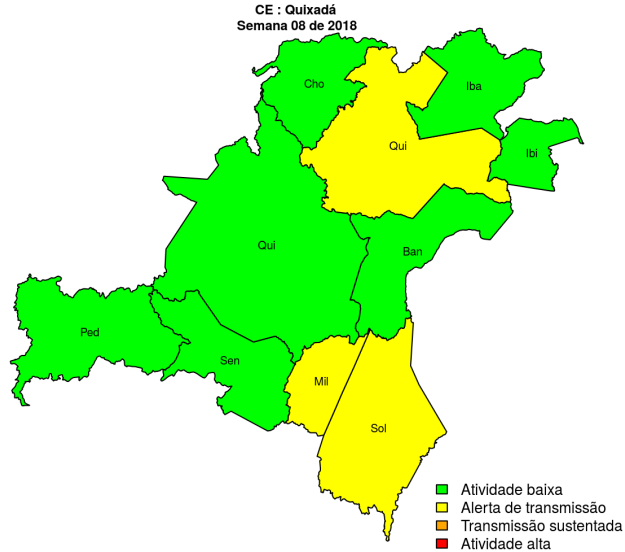 CE : Quixadá
Semana 08 de 2018
Cho
Iba
Qui
Ibi
Qui
Ban
Ped
Sen
Mil
Sol
Atividade baixa
Alerta de transmissão
Transmissão sustentada
Atividade alta